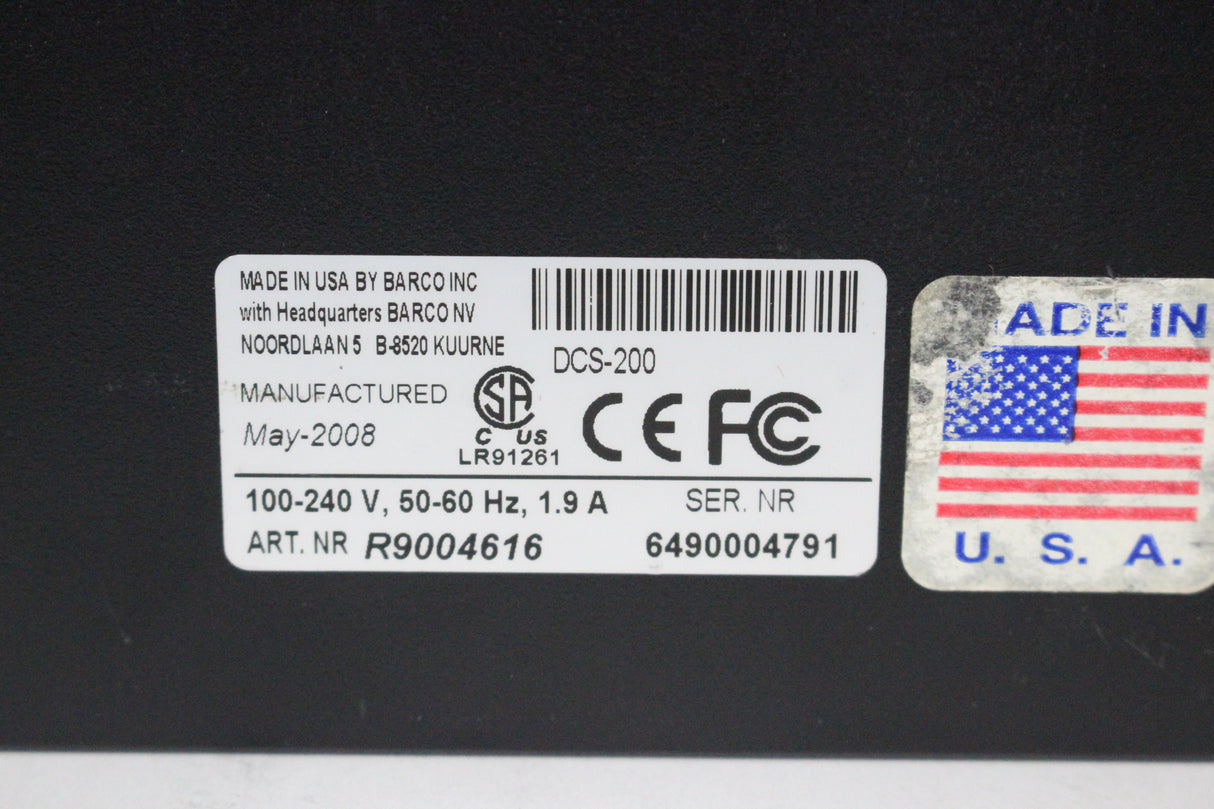 MADE IN USA BY BARCO INC
with Headquarters BARCO NV
NOORDLAAN 5 B-8520 KUURNE
DCS-200
MANUFACTURED
May-2008
SA
C US
LR91261
CE FC
100-240 V, 50-60 Hz, 1.9 A
SER. NR
ART. NR R9004616
6490004791
ADE IN
U. S. A.